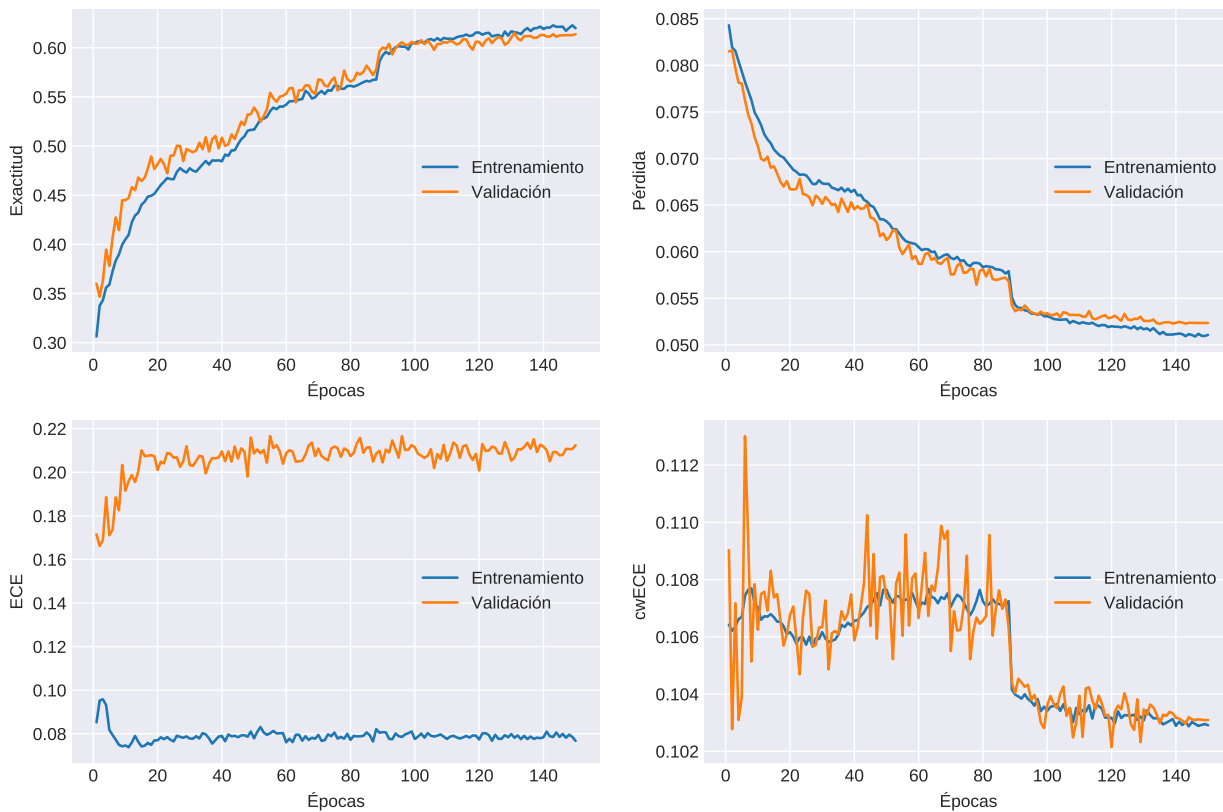 0.60
0.55
0.50
0.45
0.40
0.35
0.30
Exactitud
Entrenamiento
Validación
0 20 40 60 80 100 120 140
Épocas
0.085
0.080
0.075
0.070
0.065
0.060
0.055
0.050
Pérdida
Entrenamiento
Validación
0 20 40 60 80 100 120 140
Épocas
0.22
0.20
0.18
0.16
0.14
0.12
0.10
0.08
ECE
Entrenamiento
Validación
0 20 40 60 80 100 120 140
Épocas
0.112
0.110
0.108
0.106
0.104
0.102
cwECE
Entrenamiento
Validación
0 20 40 60 80 100 120 140
Épocas